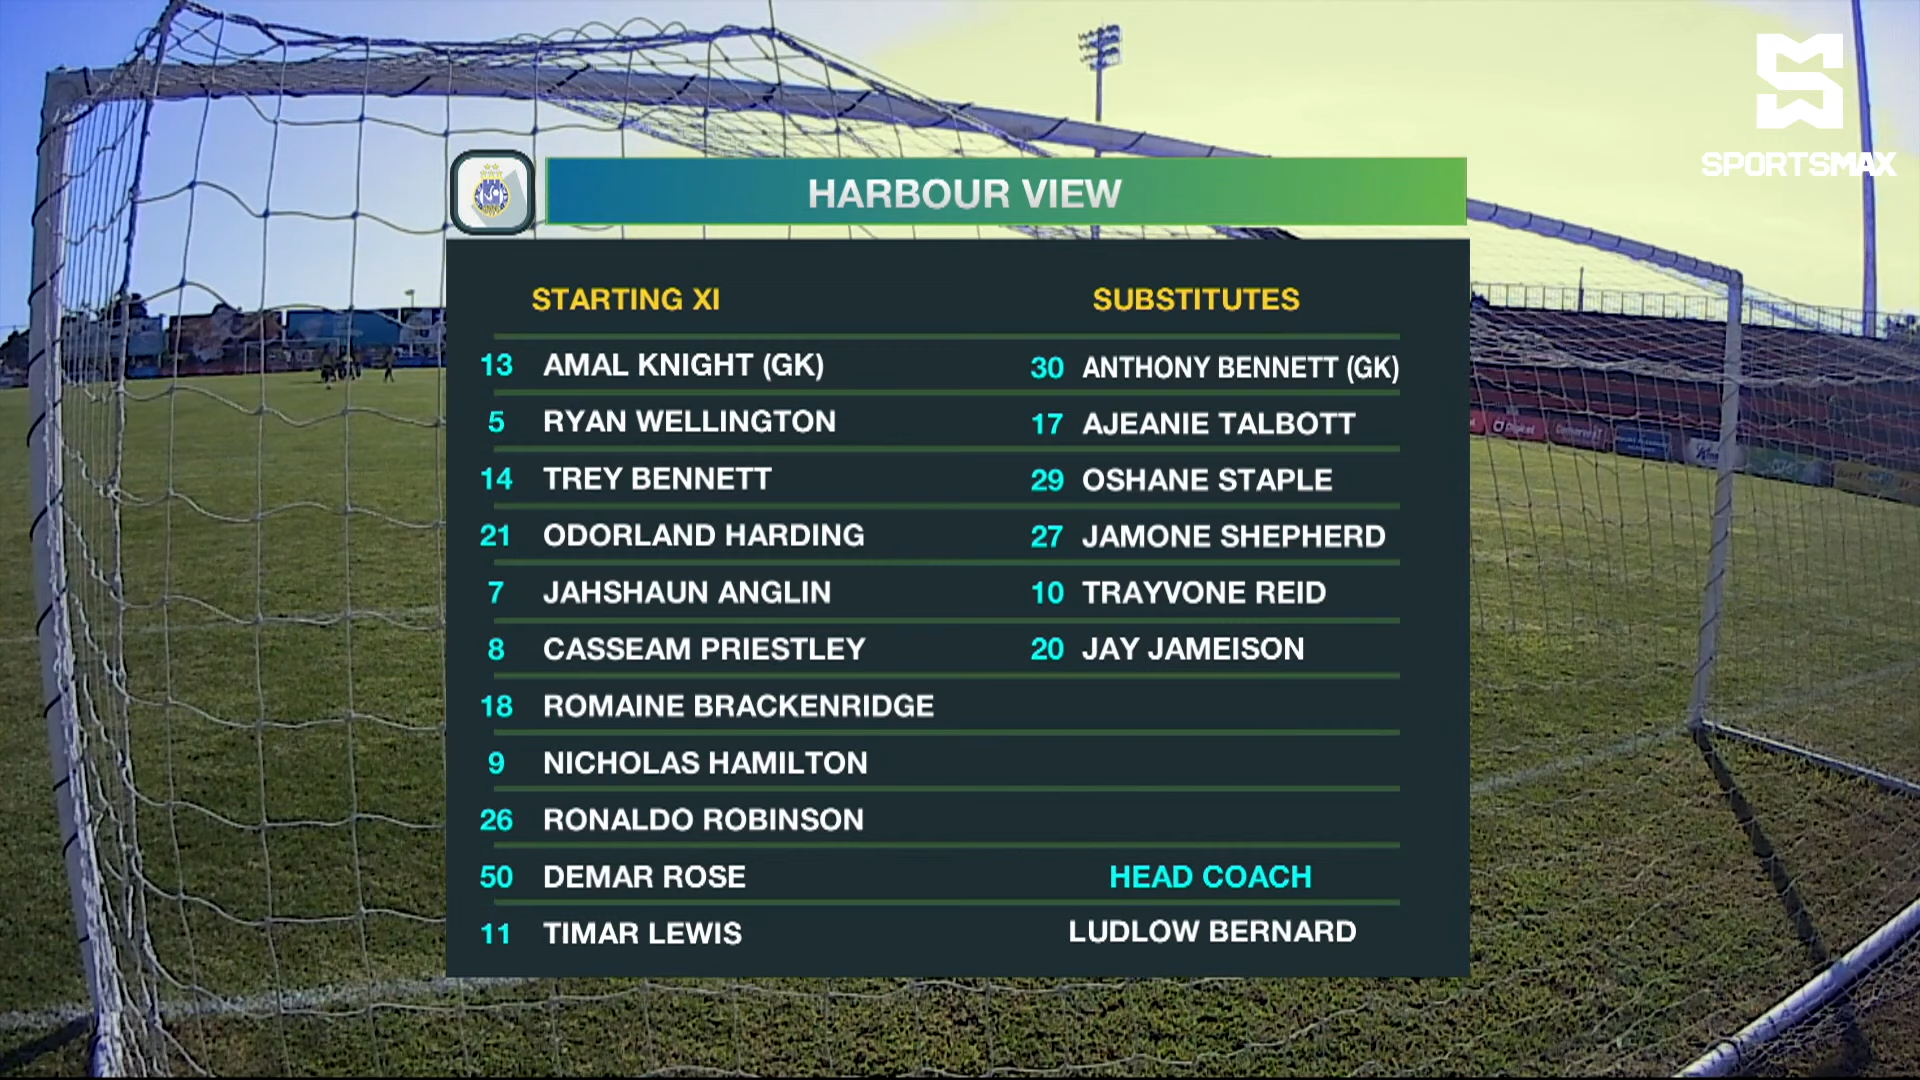 SPORTSMAX
HARBOUR VIEW
STARTING XI
13 AMAL KNIGHT (GK)
5 RYAN WELLINGTON
14 TREY BENNETT
21 ODORLAND HARDING
7 JAHSHAUN ANGLIN
8 CASSEAM PRIESTLEY
18 ROMAINE BRACKENRIDGE
9 NICHOLAS HAMILTON
26 RONALDO ROBINSON
50 DEMAR ROSE
11 TIMAR LEWIS
SUBSTITUTES
30 ANTHONY BENNETT (GK)
17 AJEANIE TALBOTT
29 OSHANE STAPLE
27 JAMONE SHEPHERD
10 TRAYVONE REID
20 JAY JAMEISON
HEAD COACH
LUDLOW BERNARD
Digicel